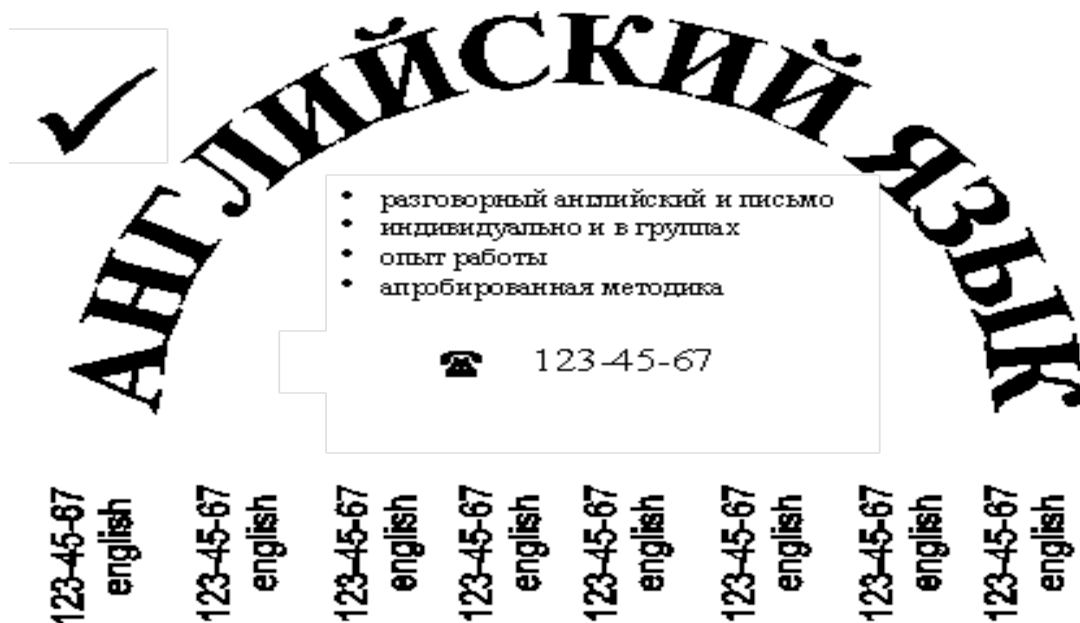 АНГЛИЙСКИЙ ЯЗЫК
• разговорный английский и письмо
• индивидуально и в группах
• опыт работы
• апробированная методика
☎ 123-45-67
123-45-67
english
123-45-67
english
123-45-67
english
123-45-67
english
123-45-67
english
123-45-67
english
123-45-67
english
123-45-67
english